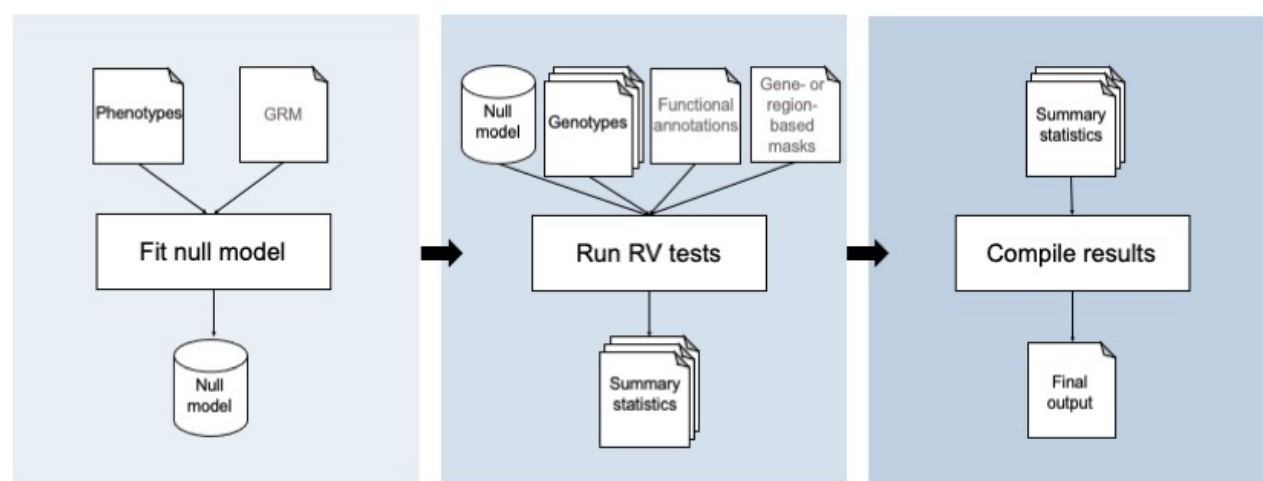 Phenotypes
GRM
Fit null model
Null
model
Null
model
Genotypes
Functional
annotations
Gene- or
region-
based
masks
Run RV tests
Summary
statistics
Summary
statistics
Compile results
Final
output